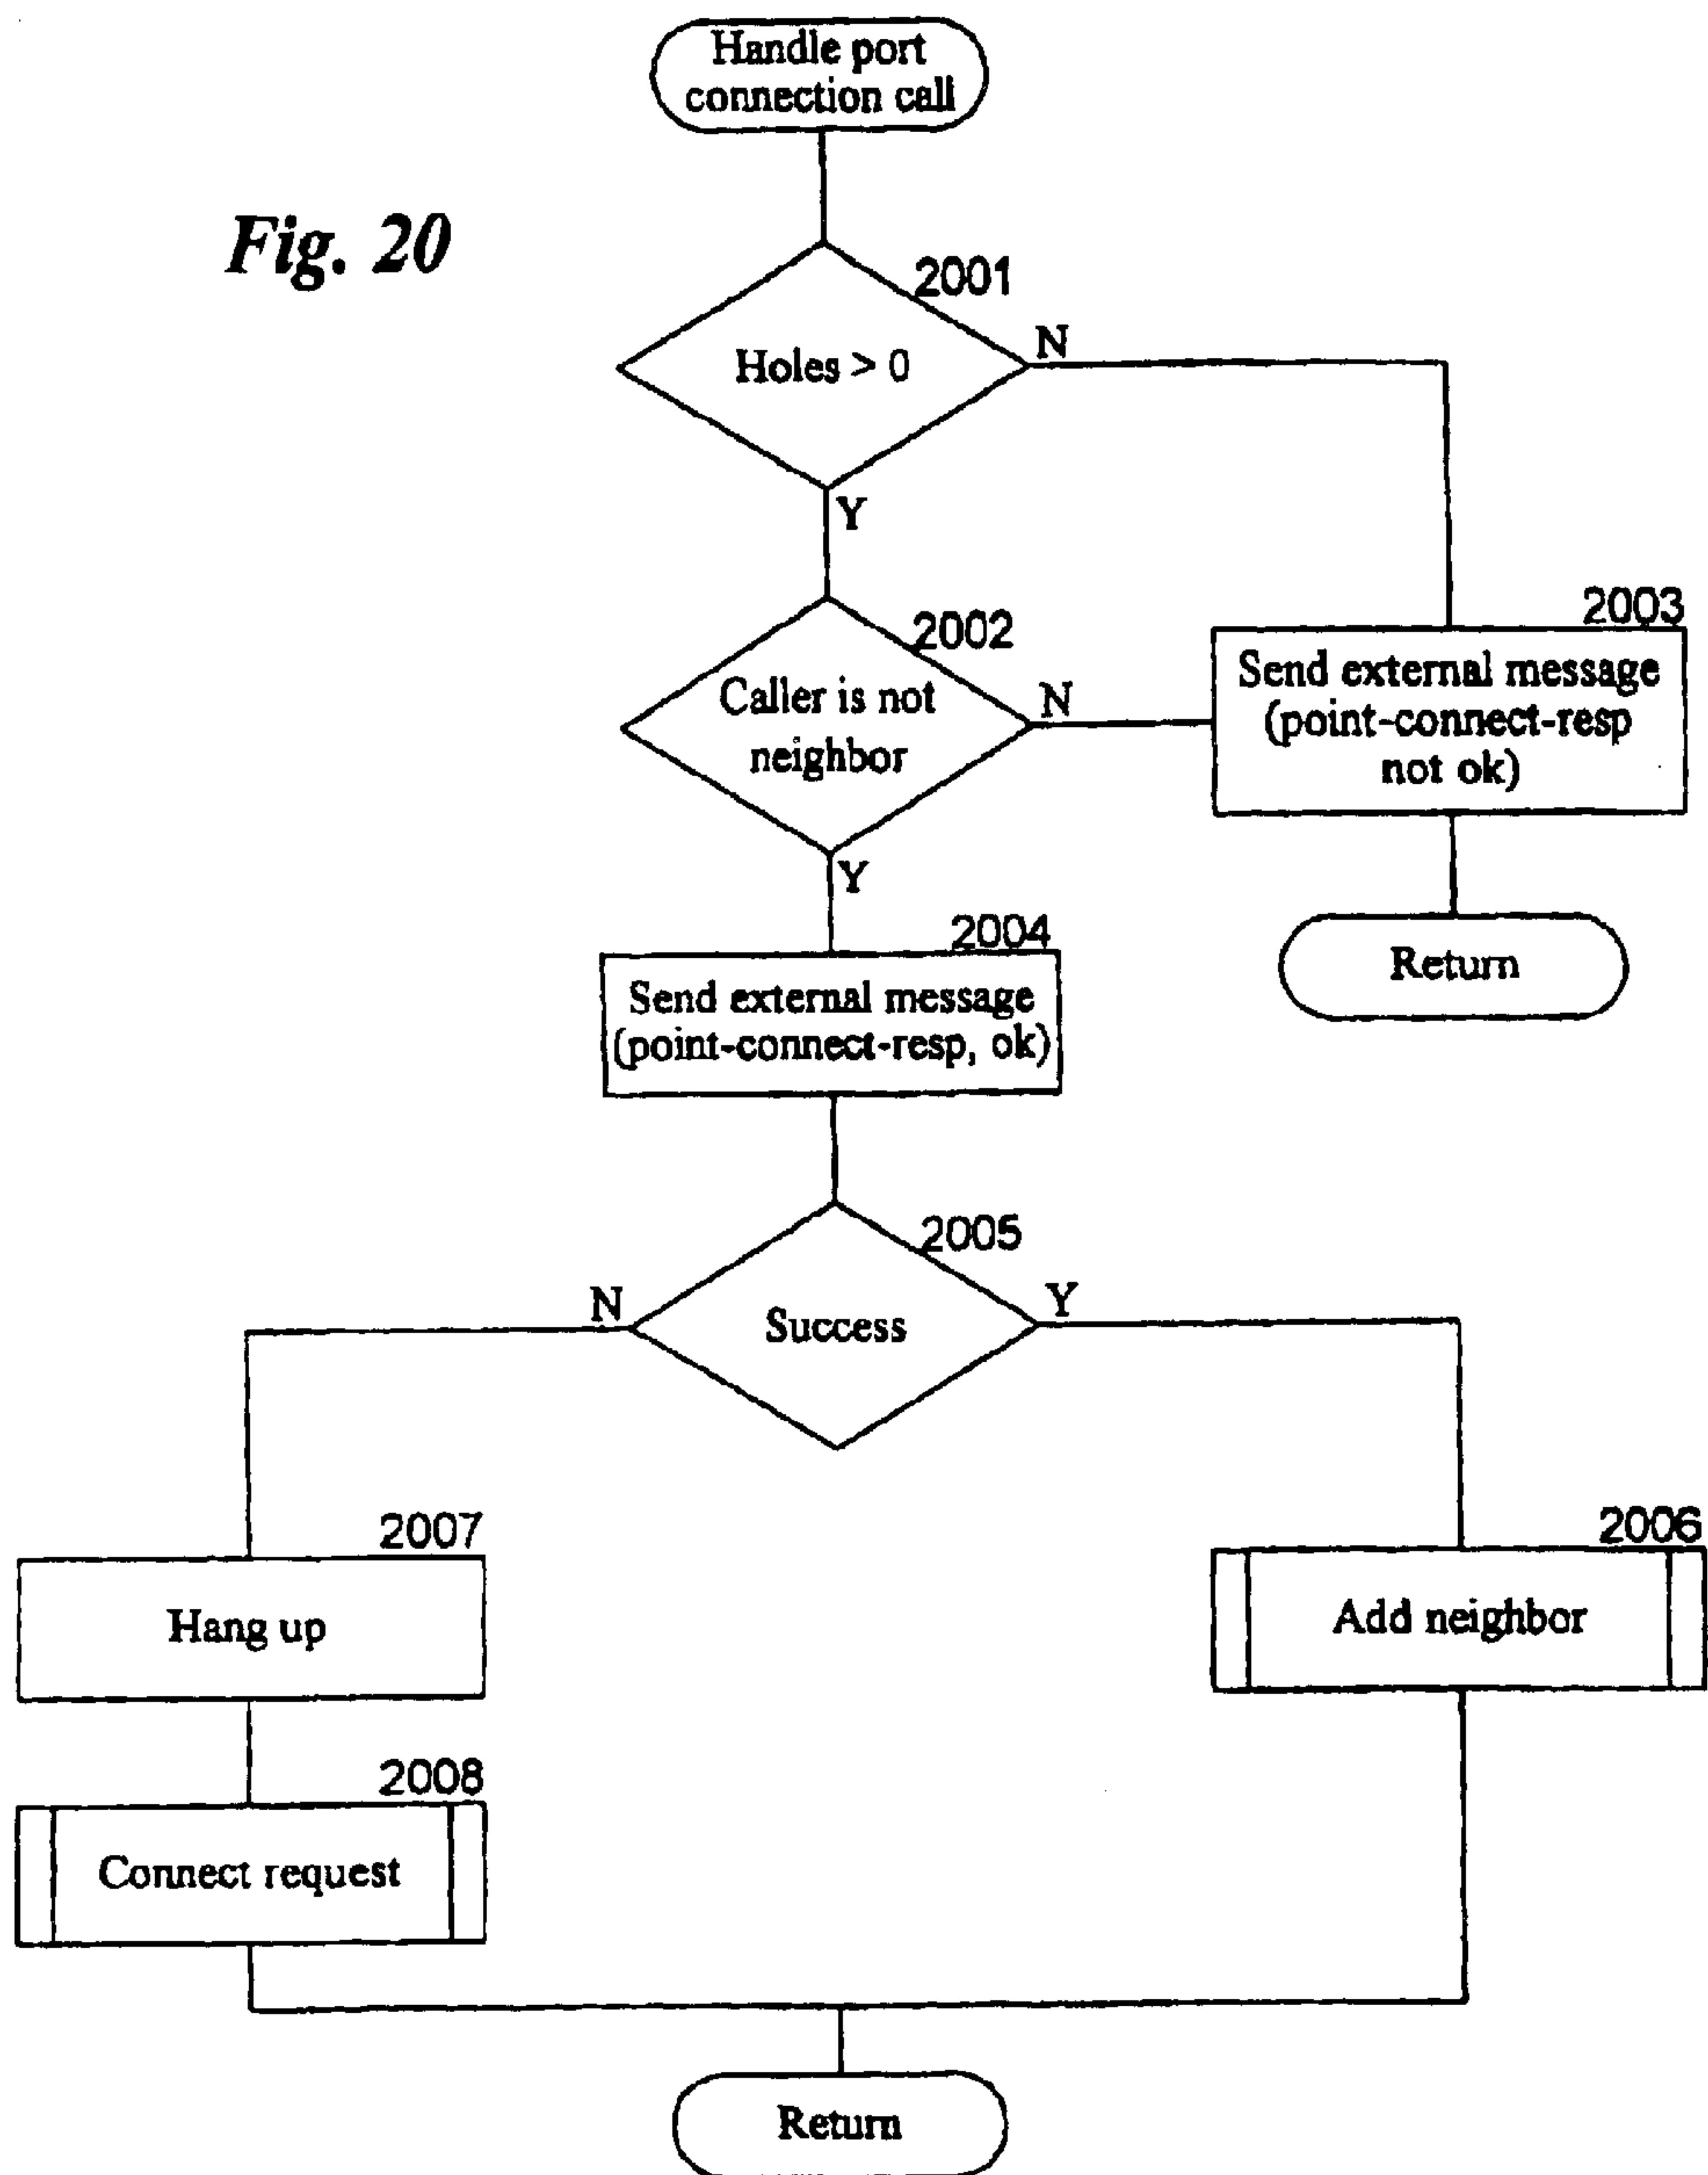 Handle port
connection call
Fig. 20
2001
Holes > 0
N
Y
2002
Caller is not
neighbor
N
Y
2003
Send external message
(point-connect-resp
not ok)
Return
2004
Send external message
(point-connect-resp, ok)
2005
Success
N
Y
2007
Hang up
2006
Add neighbor
2008
Connect request
Return